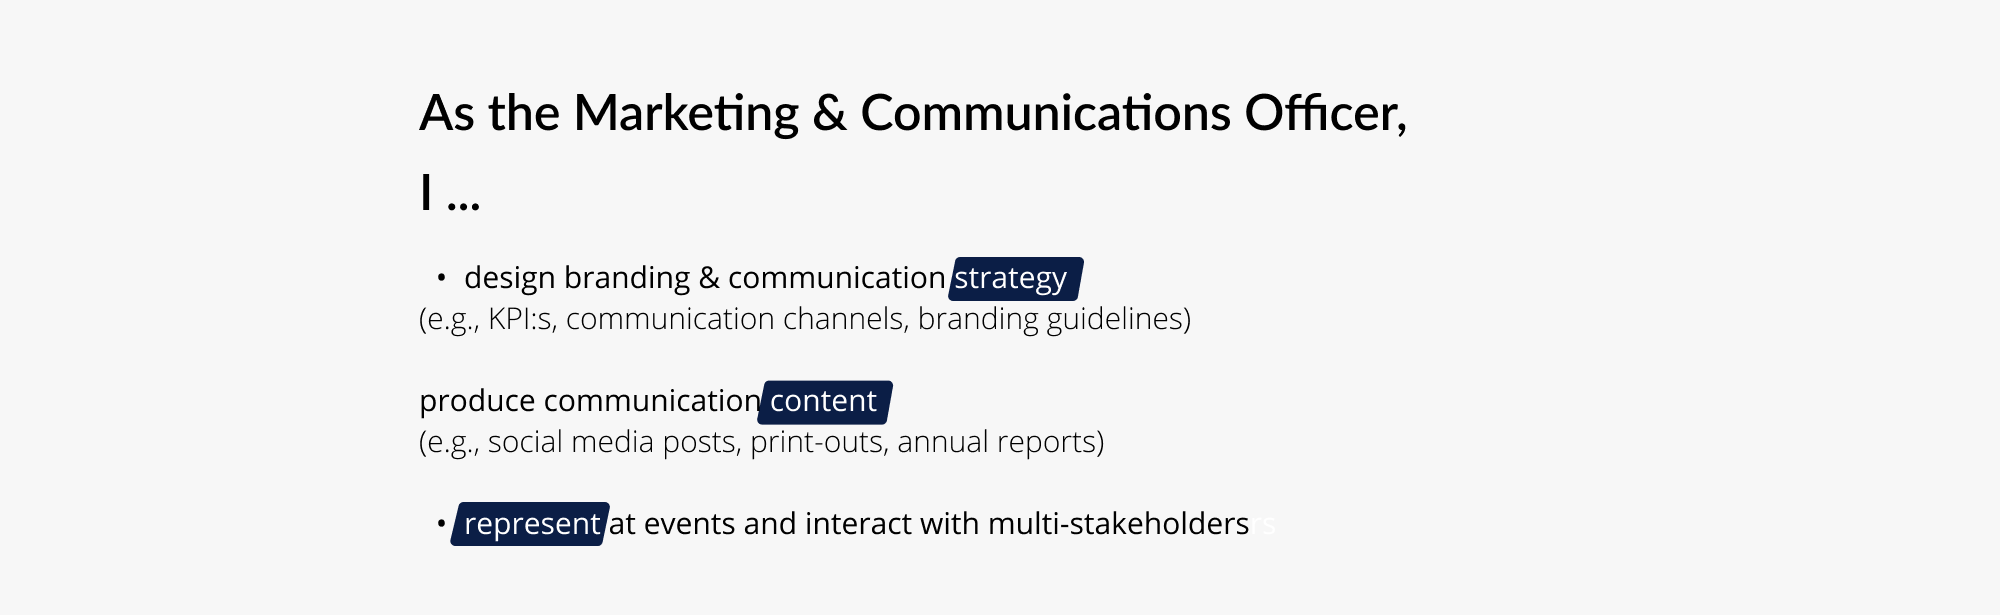 As the Marketing & Communications Officer,
I ...
• design branding & communication strategy
(e.g., KPI:s, communication channels, branding guidelines)
produce communication content
(e.g., social media posts, print-outs, annual reports)
• represent at events and interact with multi-stakeholdersrs